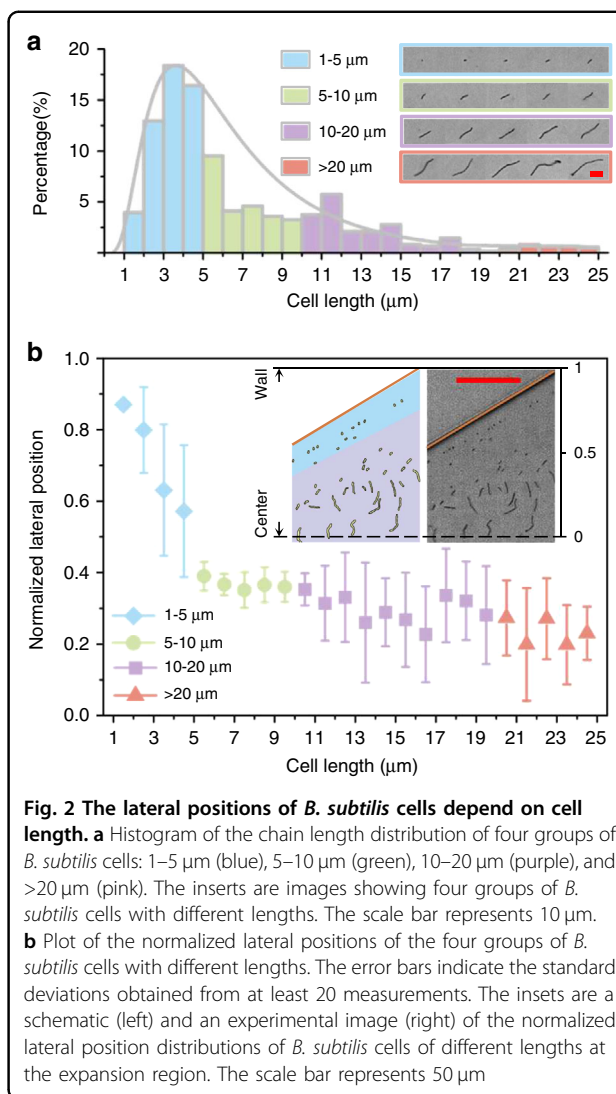 a
20
15
10
5
Percentage(%)
1-5 μm
5-10 μm
10-20 μm
>20 μm
1 3 5 7 9 11 13 15 17 19 21 23 25
Cell length (μm)
b
1.0
0.8
0.6
0.4
0.2
0.0
Normalized lateral position
Wall
Center
1
0.5
0
1-5 μm
5-10 μm
10-20 μm
>20 μm
1 3 5 7 9 11 13 15 17 19 21 23 25
Cell length (μm)
Fig. 2 The lateral positions of B. subtilis cells depend on cell
length. a Histogram of the chain length distribution of four groups of
B. subtilis cells: 1–5 μm (blue), 5–10 μm (green), 10–20 μm (purple), and
>20 μm (pink). The inserts are images showing four groups of B.
subtilis cells with different lengths. The scale bar represents 10 μm.
b Plot of the normalized lateral positions of the four groups of B.
subtilis cells with different lengths. The error bars indicate the standard
deviations obtained from at least 20 measurements. The insets are a
schematic (left) and an experimental image (right) of the normalized
lateral position distributions of B. subtilis cells of different lengths at
the expansion region. The scale bar represents 50 μm